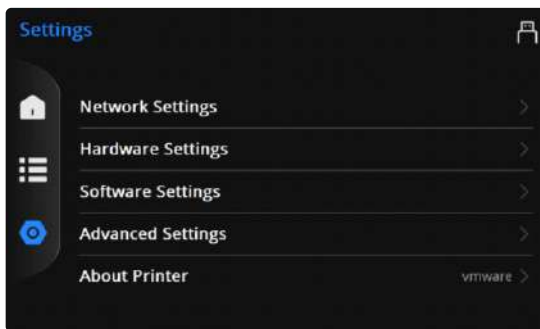 Settings
Network Settings
Hardware Settings
Software Settings
Advanced Settings
About Printer vmware